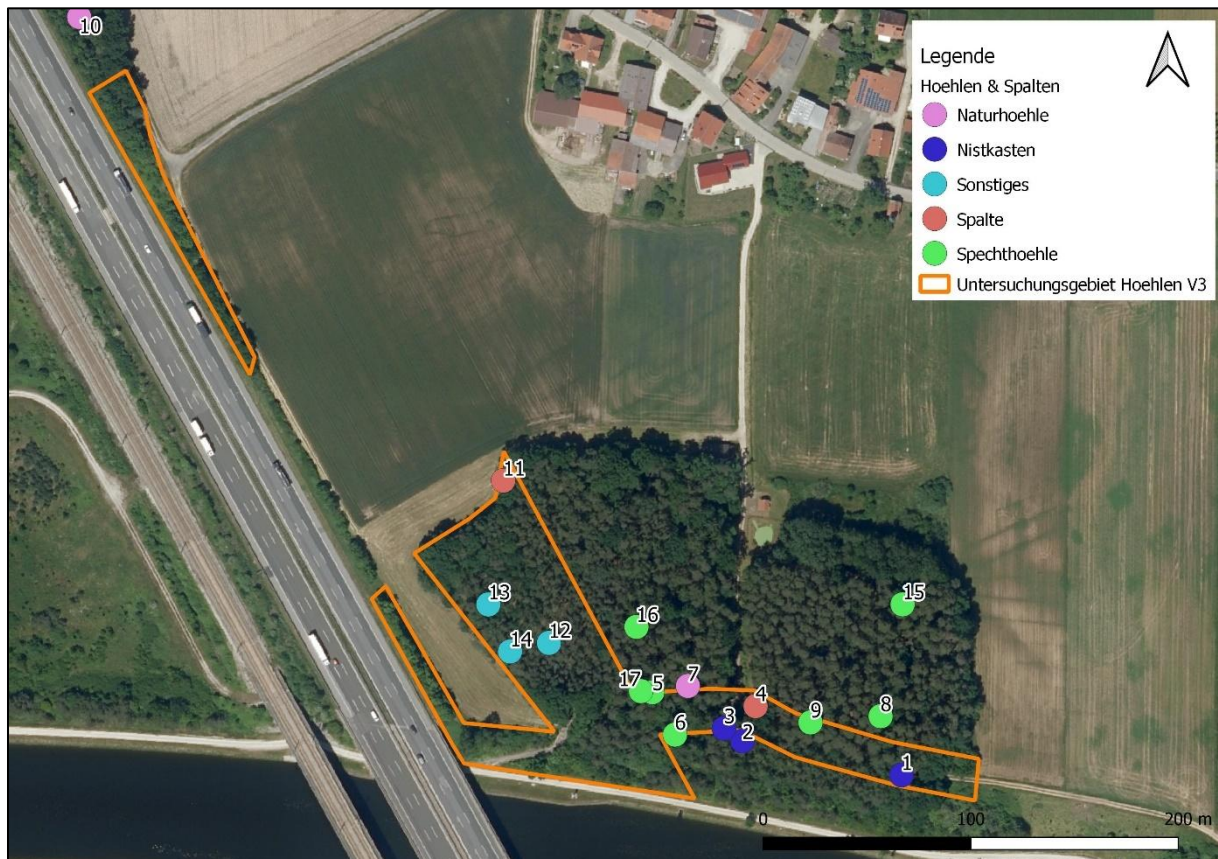 10
Legende
Hoehlen & Spalten
Naturhoehle
Nistkasten
Sonstiges
Spalte
Spechthoehle
Untersuchungsgebiet Hoehlen V3
11
13
15
16
12
14
7
17
5
4
8
9
3
6
2
1
0
100
200 m